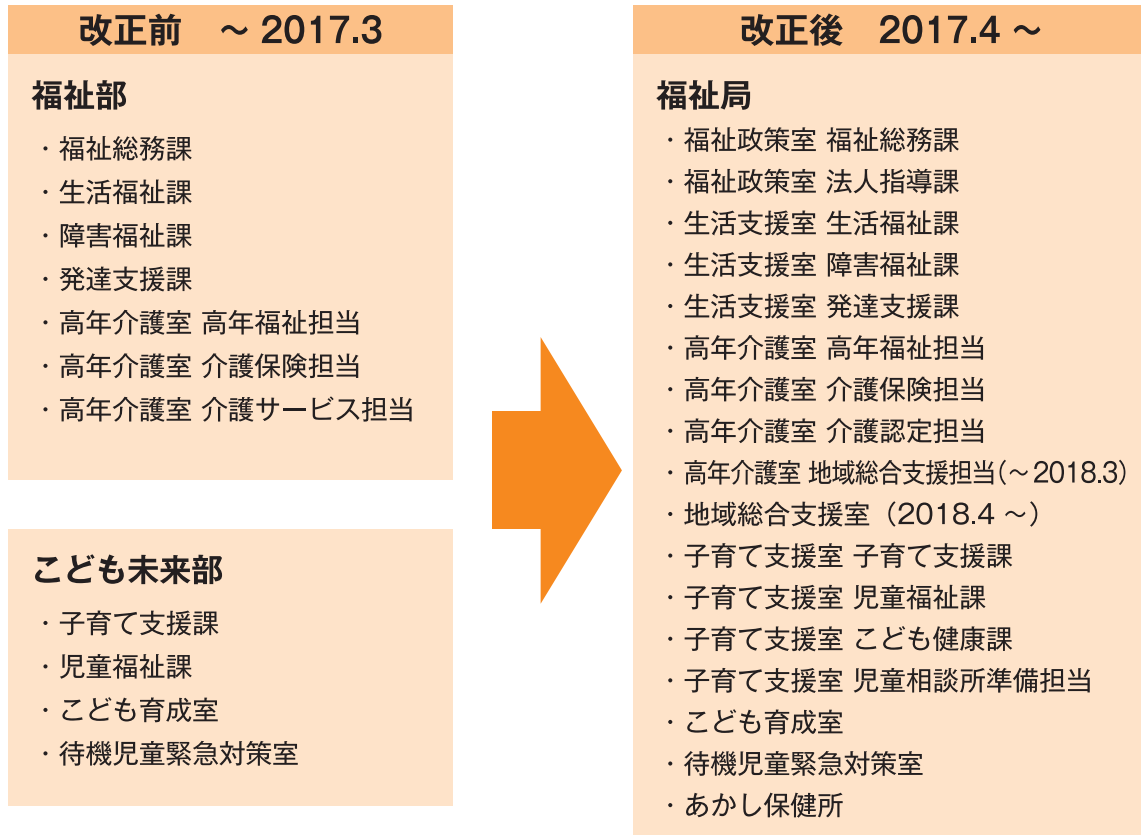 改正前　～ 2017.3
福祉部
・福祉総務課
・生活福祉課
・障害福祉課
・発達支援課
・高年介護室 高年福祉担当
・高年介護室 介護保険担当
・高年介護室 介護サービス担当
こども未来部
・子育て支援課
・児童福祉課
・こども育成室
・待機児童緊急対策室
改正後　2017.4 ～
福祉局
・福祉政策室 福祉総務課
・福祉政策室 法人指導課
・生活支援室 生活福祉課
・生活支援室 障害福祉課
・生活支援室 発達支援課
・高年介護室 高年福祉担当
・高年介護室 介護保険担当
・高年介護室 介護認定担当
・高年介護室 地域総合支援担当(～2018.3)
・地域総合支援室（2018.4 ～）
・子育て支援室 子育て支援課
・子育て支援室 児童福祉課
・子育て支援室 こども健康課
・子育て支援室 児童相談所準備担当
・こども育成室
・待機児童緊急対策室
・あかし保健所